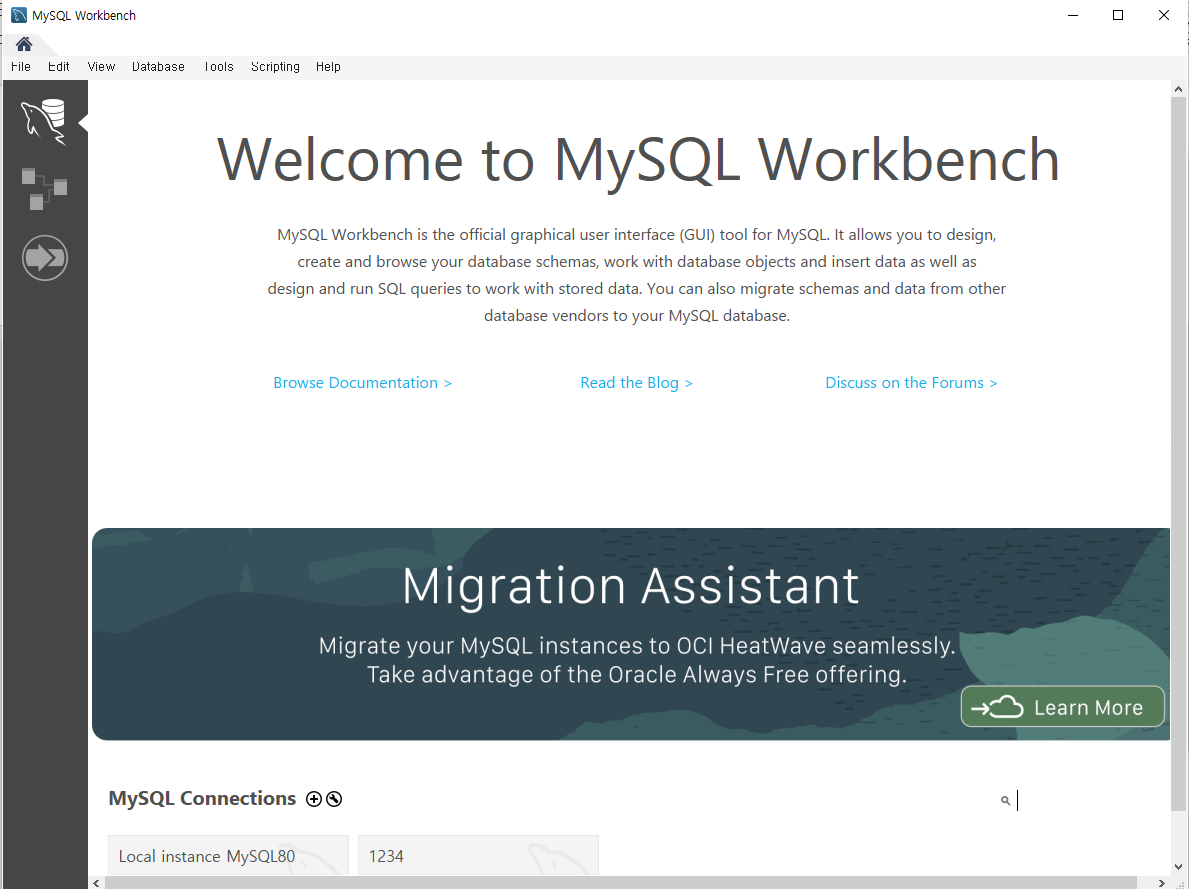 MySQL Workbench
File Edit View Database Tools Scripting Help
Welcome to MySQL Workbench
MySQL Workbench is the official graphical user interface (GUI) tool for MySQL. It allows you to design,
create and browse your database schemas, work with database objects and insert data as well as
design and run SQL queries to work with stored data. You can also migrate schemas and data from other
database vendors to your MySQL database.
Browse Documentation > Read the Blog > Discuss on the Forums >
Migration Assistant
Migrate your MySQL instances to OCI HeatWave seamlessly.
Take advantage of the Oracle Always Free offering.
Learn More
MySQL Connections
Local instance MySQL80 1234